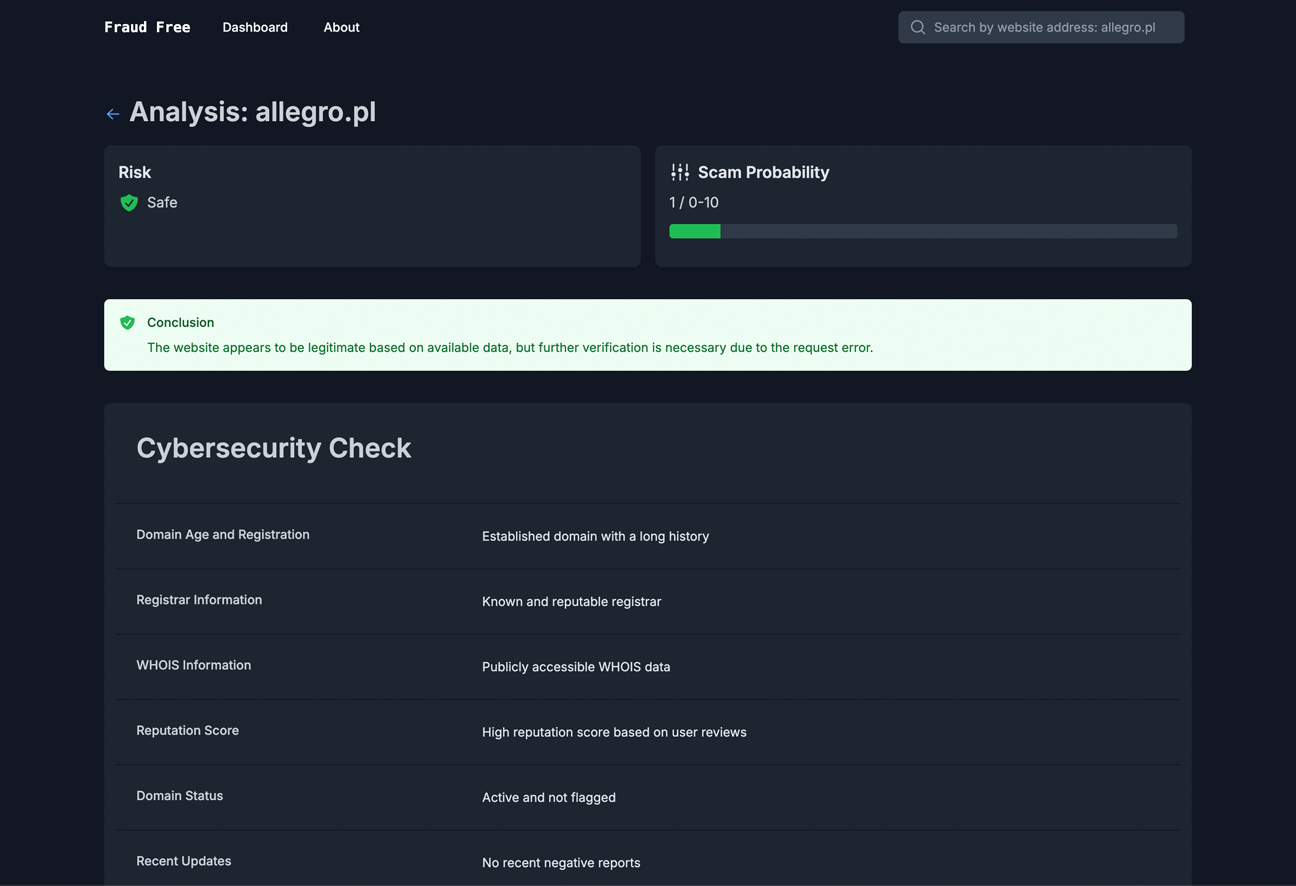 Fraud Free
Dashboard
About
Search by website address: allegro.pl
← Analysis: allegro.pl
Risk
Safe
Scam Probability
1 / 0-10
Conclusion
The website appears to be legitimate based on available data, but further verification is necessary due to the request error.
Cybersecurity Check
Domain Age and Registration
Established domain with a long history
Registrar Information
Known and reputable registrar
WHOIS Information
Publicly accessible WHOIS data
Reputation Score
High reputation score based on user reviews
Domain Status
Active and not flagged
Recent Updates
No recent negative reports